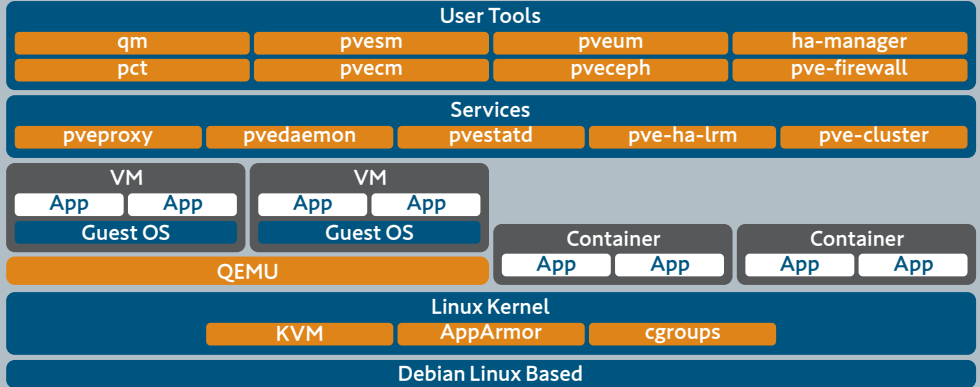 User Tools
qm pvesm pveum ha-manager
pct pvecm pveceph pve-firewall
Services
pveproxy pvedaemon pvestatd pve-ha-lrm pve-cluster
VM VM
App App App App
Guest OS Guest OS
Container Container
App App App App
QEMU
Linux Kernel
KVM AppArmor cgroups
Debian Linux Based